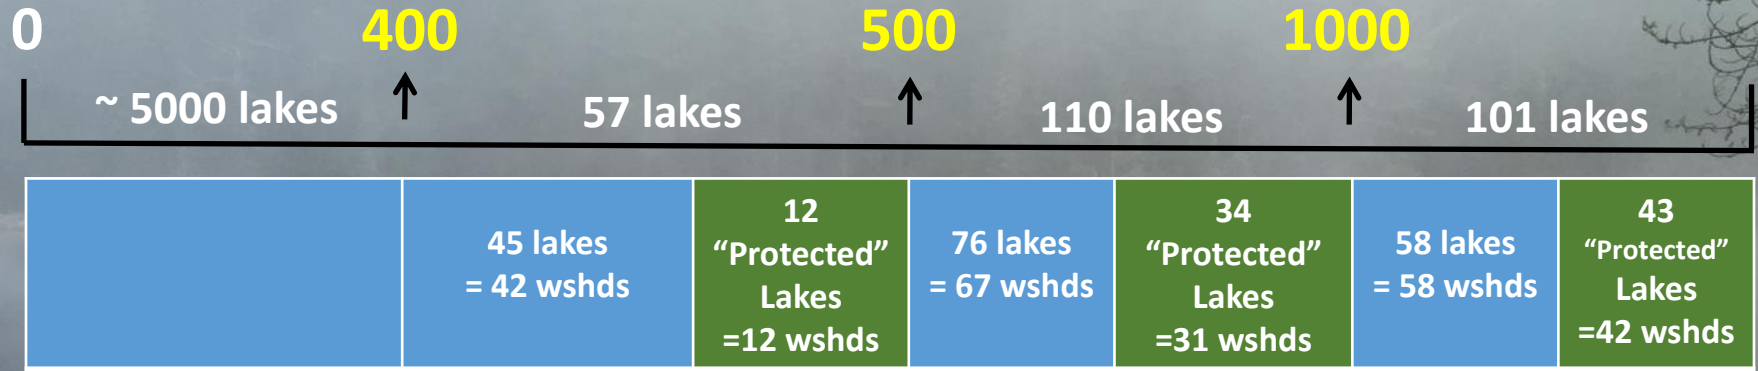 0 400 500 1000
~ 5000 lakes 57 lakes 110 lakes 101 lakes
45 lakes
= 42 wshds
12
“Protected”
Lakes
=12 wshds
76 lakes
= 67 wshds
34
“Protected”
Lakes
=31 wshds
58 lakes
= 58 wshds
43
“Protected”
Lakes
=42 wshds